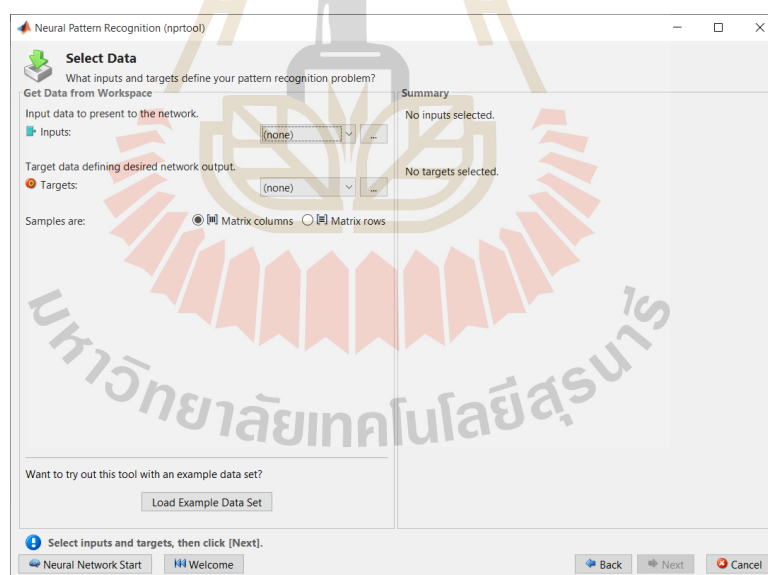 Neural Pattern Recognition (nprtool)
Select Data
What inputs and targets define your pattern recognition problem?
Get Data from Workspace
Input data to present to the network.
Inputs: (none) ...
Target data defining desired network output.
Targets: (none) ...
Samples are: Matrix columns Matrix rows
Want to try out this tool with an example data set?
Load Example Data Set
Summary
No inputs selected.
No targets selected.
มหาวิทยาลัยเทคโนโลยีสุรนารี
Select inputs and targets, then click [Next].
Neural Network Start Welcome Back Next Cancel